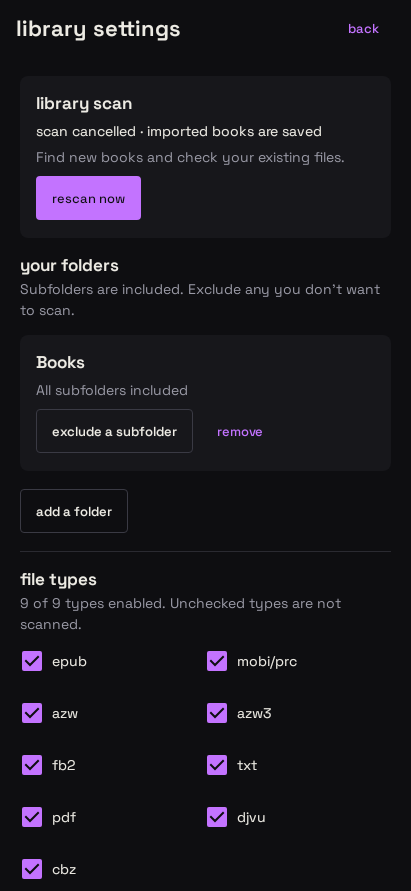 library settings
back
library scan
scan cancelled · imported books are saved
Find new books and check your existing files.
rescan now
your folders
Subfolders are included. Exclude any you don't want
to scan.
Books
All subfolders included
exclude a subfolder
remove
add a folder
file types
9 of 9 types enabled. Unchecked types are not
scanned.
epub
mobi/prc
azw
azw3
fb2
txt
pdf
djvu
cbz